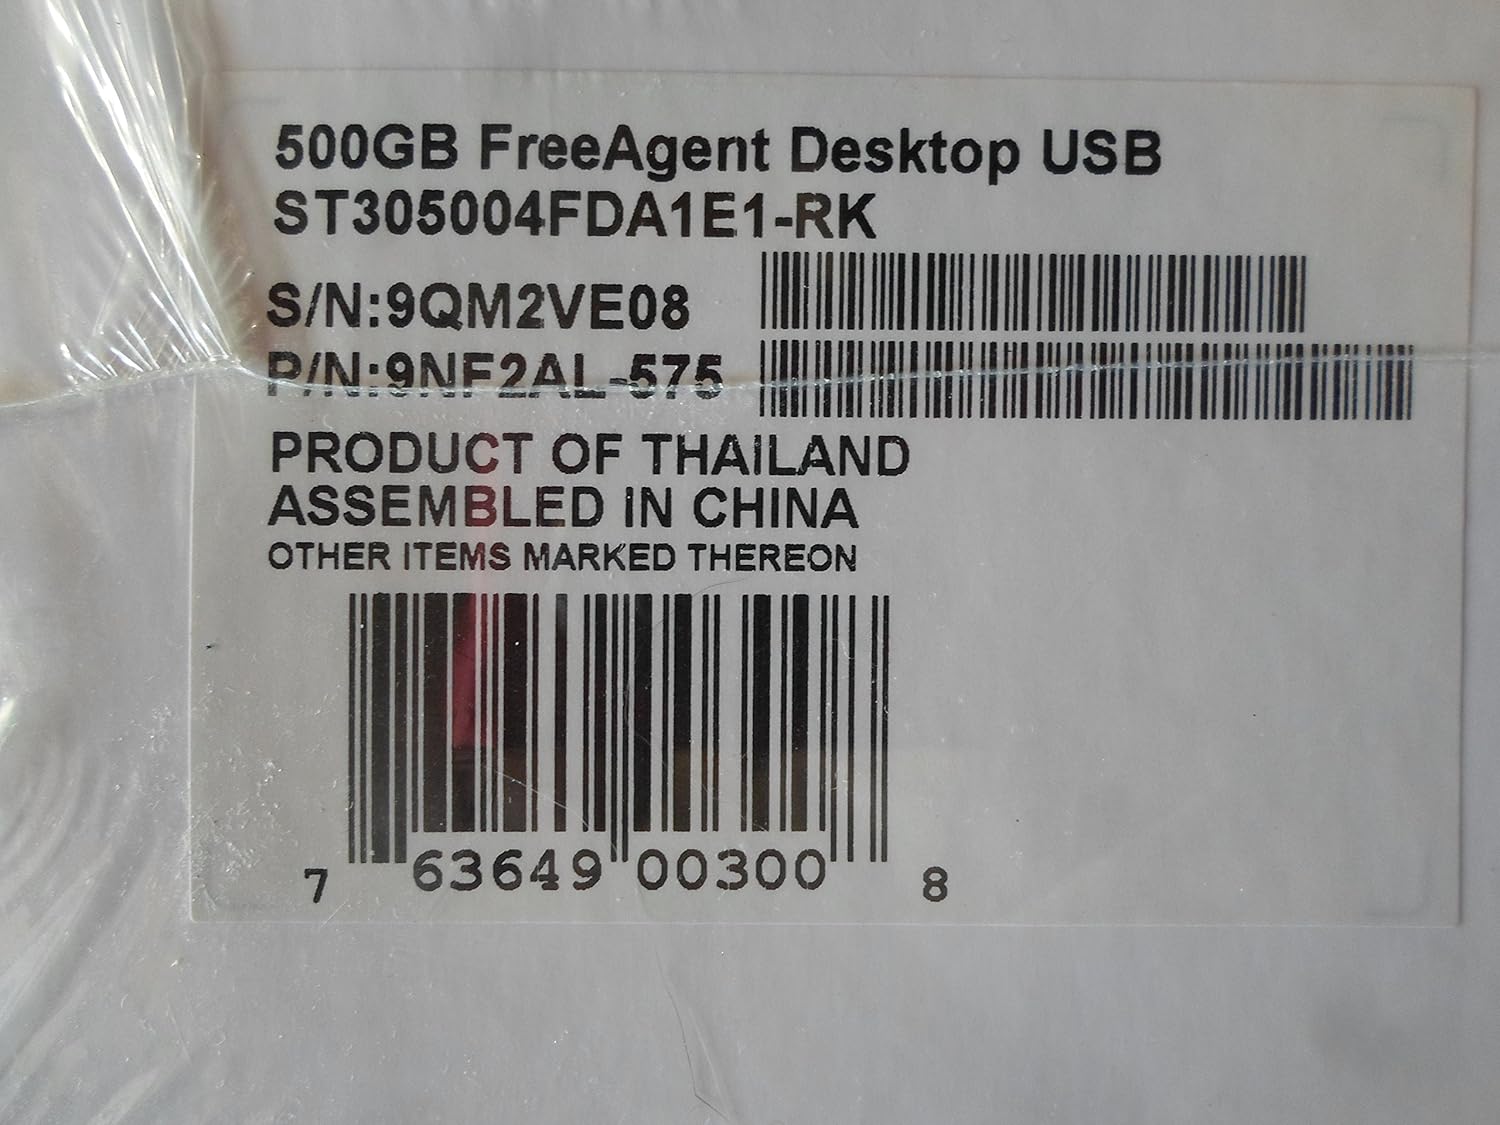 500GB FreeAgent Desktop USB
ST305004FDA1E1-RK
S/N:9QM2VE08
P/N:9NF2AL-575
PRODUCT OF THAILAND
ASSEMBLED IN CHINA
OTHER ITEMS MARKED THEREON
7 63649 00300 8